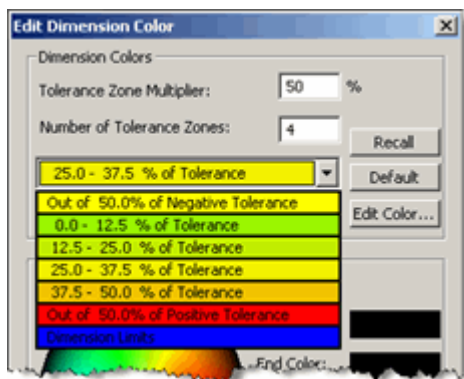 Edit Dimension Color
Dimension Colors
Tolerance Zone Multiplier: 50 %
Number of Tolerance Zones: 4
Recall
25.0 - 37.5 % of Tolerance
Default
Out of 50.0% of Negative Tolerance
Edit Color...
0.0 - 12.5 % of Tolerance
12.5 - 25.0 % of Tolerance
25.0 - 37.5 % of Tolerance
37.5 - 50.0 % of Tolerance
Out of 50.0% of Positive Tolerance
Dimension Limits
End Color: